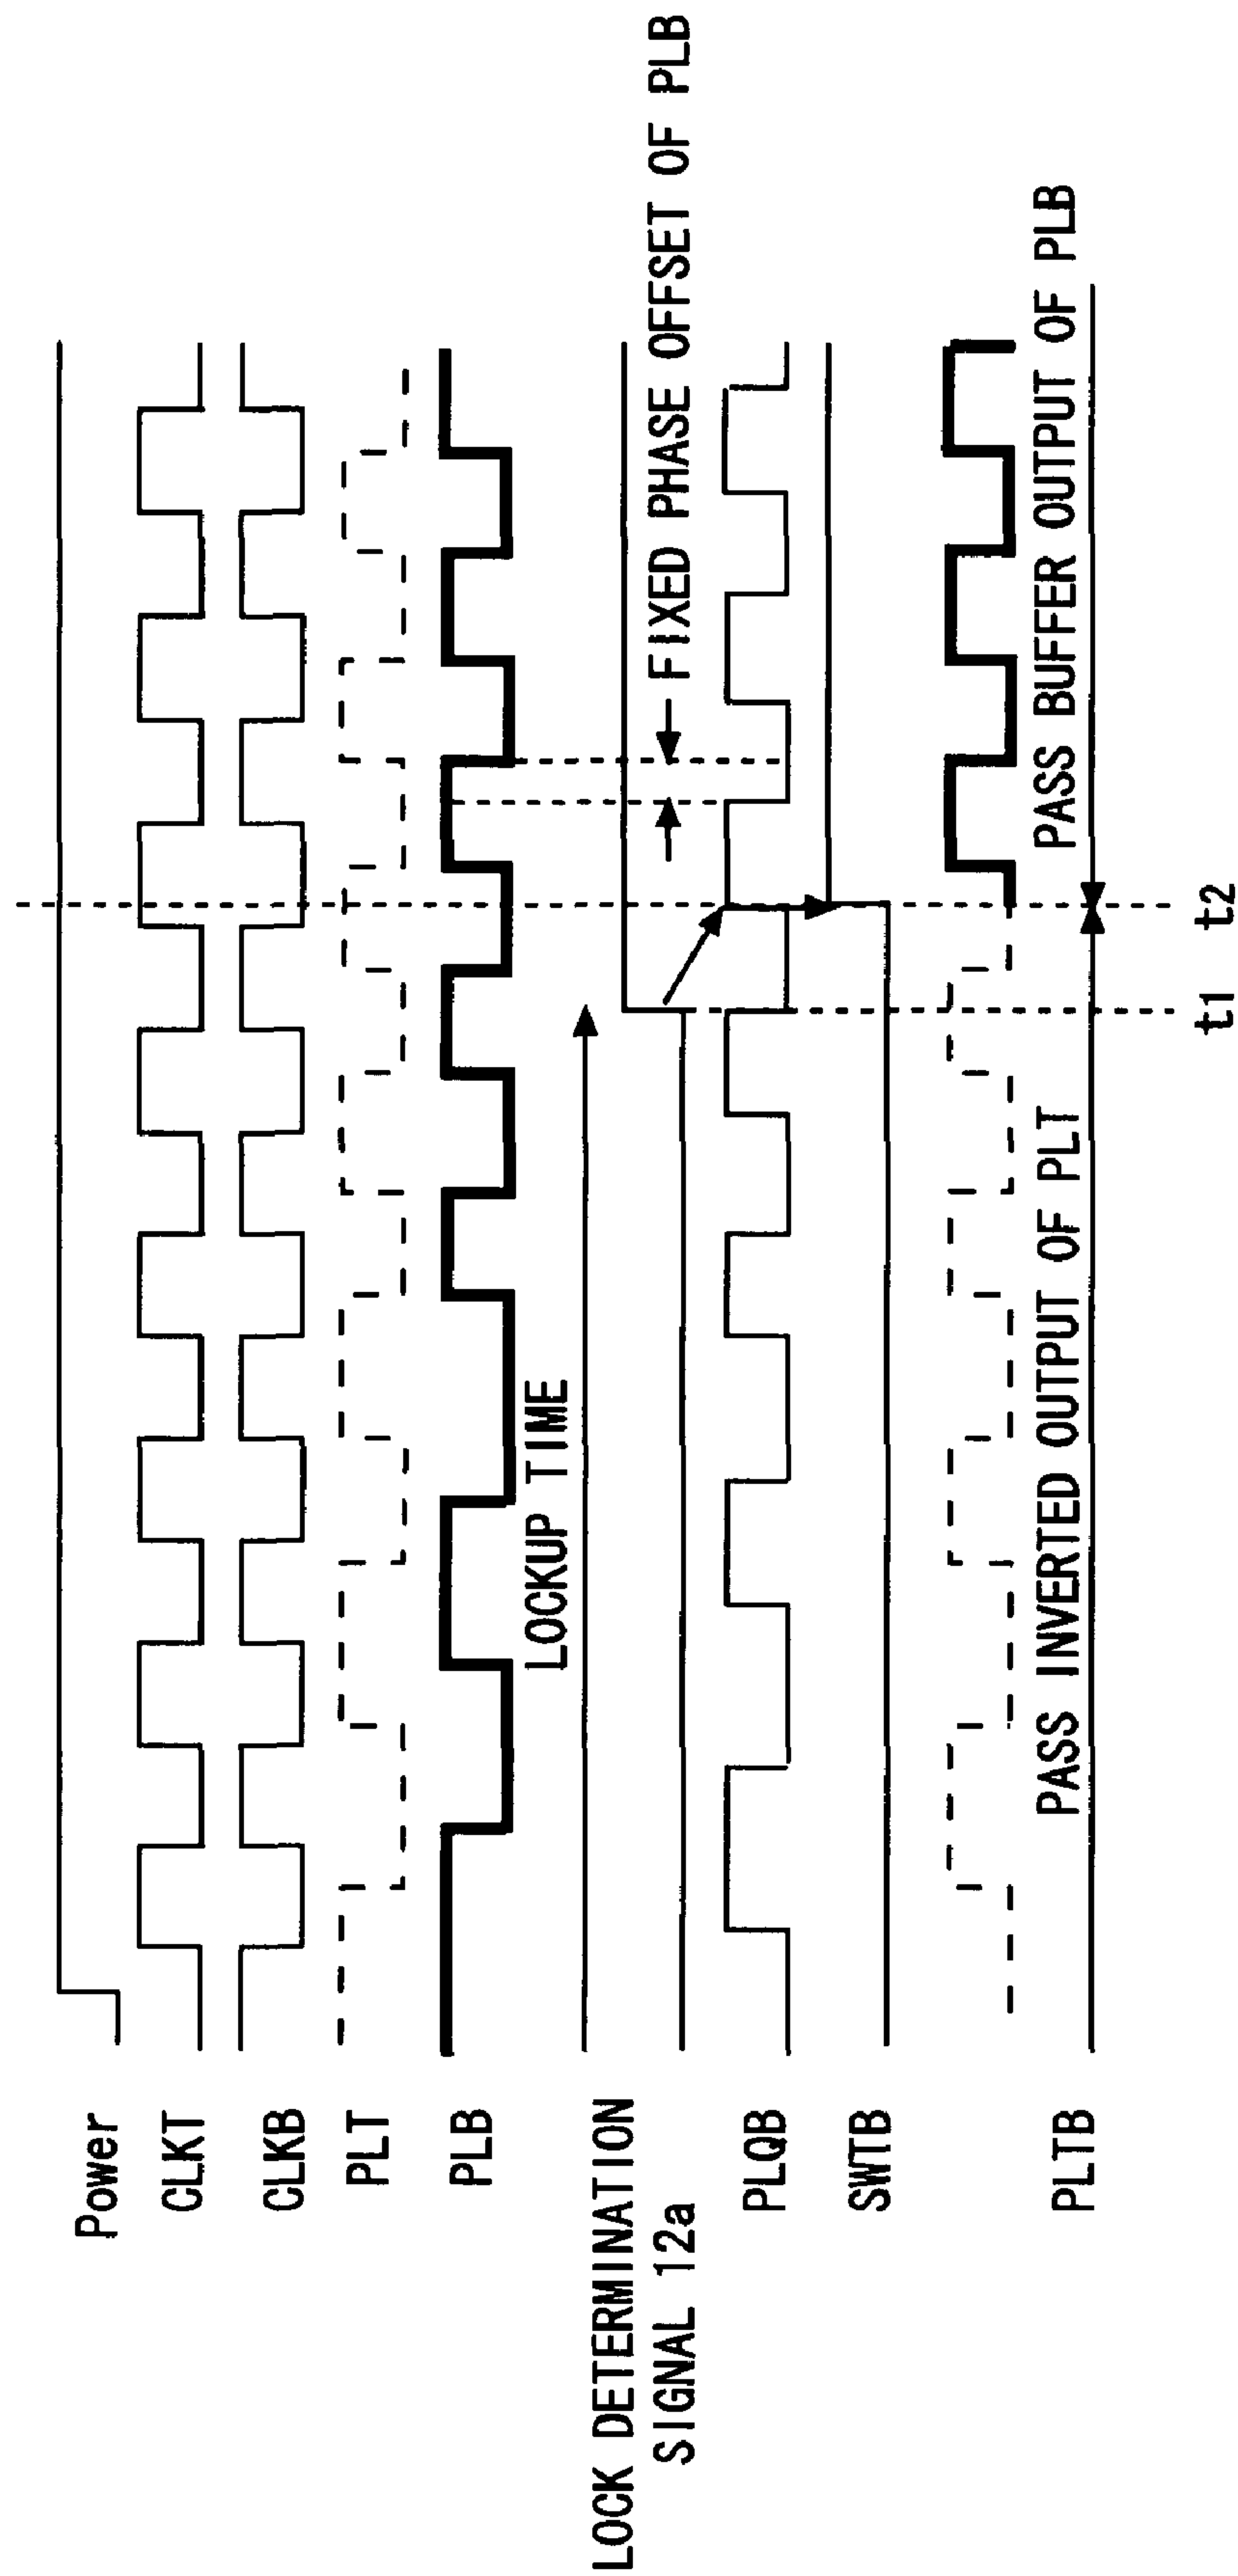 Power
CLKT
CLKB
PLT
PLB
LOCKUP TIME
LOCK DETERMINATION
SIGNAL 12a
FIXED PHASE OFFSET OF PLB
PLQB
SWTB
PLTB
PASS INVERTED OUTPUT OF PLT
PASS BUFFER OUTPUT OF PLB
t1
t2